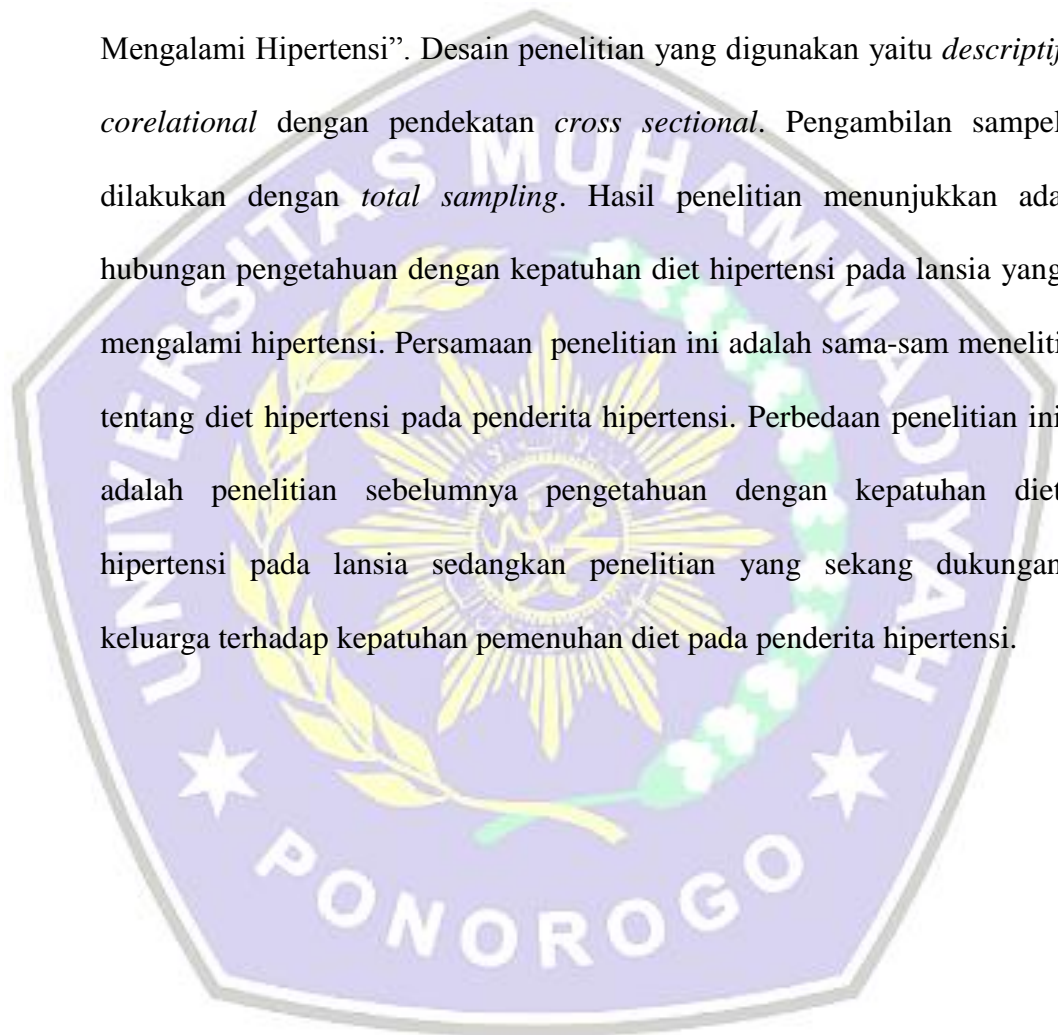 Mengalami Hipertensi”. Desain penelitian yang digunakan yaitu descriptif
corelational dengan pendekatan cross sectional. Pengambilan sampel
dilakukan dengan total sampling. Hasil penelitian menunjukkan ada
hubungan pengetahuan dengan kepatuhan diet hipertensi pada lansia yang
mengalami hipertensi. Persamaan penelitian ini adalah sama-sam meneliti
tentang diet hipertensi pada penderita hipertensi. Perbedaan penelitian ini
adalah penelitian sebelumnya pengetahuan dengan kepatuhan diet
hipertensi pada lansia sedangkan penelitian yang sekang dukungan
keluarga terhadap kepatuhan pemenuhan diet pada penderita hipertensi.
UNIVERSITAS MUHAMMADIYAH
PONOROGO